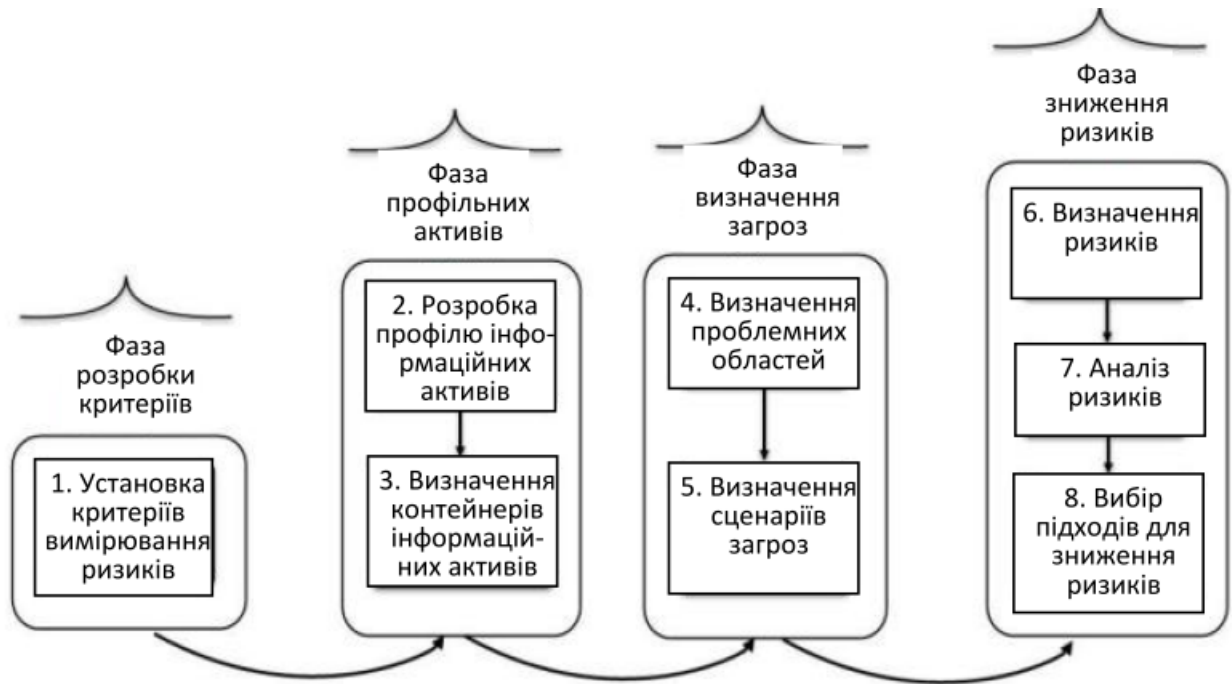 Фаза
розробки
критеріїв
1. Установка
критеріїв
вимірювання
ризиків
Фаза
профільних
активів
2. Розробка
профілю інфо-
рмаційних
активів
3. Визначення
контейнерів
інформацій-
них активів
Фаза
визначення
загроз
4. Визначення
проблемних
областей
5. Визначення
сценаріїв
загроз
Фаза
зниження
ризиків
6. Визначення
ризиків
7. Аналіз
ризиків
8. Вибір
підходів для
зниження
ризиків